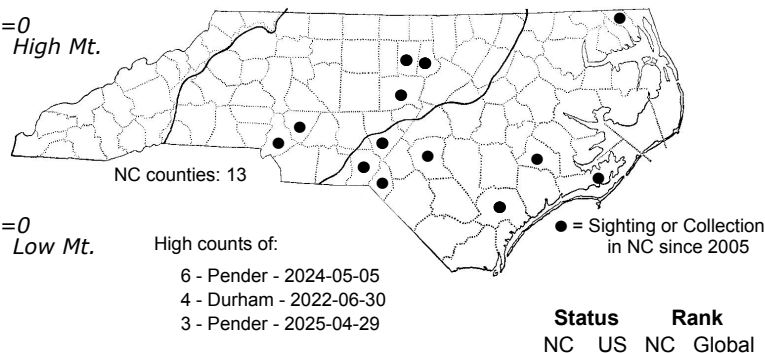 =0
High Mt.
NC counties: 13
=0
Low Mt.
High counts of:
6 - Pender - 2024-05-05
4 - Durham - 2022-06-30
3 - Pender - 2025-04-29
● = Sighting or Collection
in NC since 2005
Status Rank
NC US NC Global